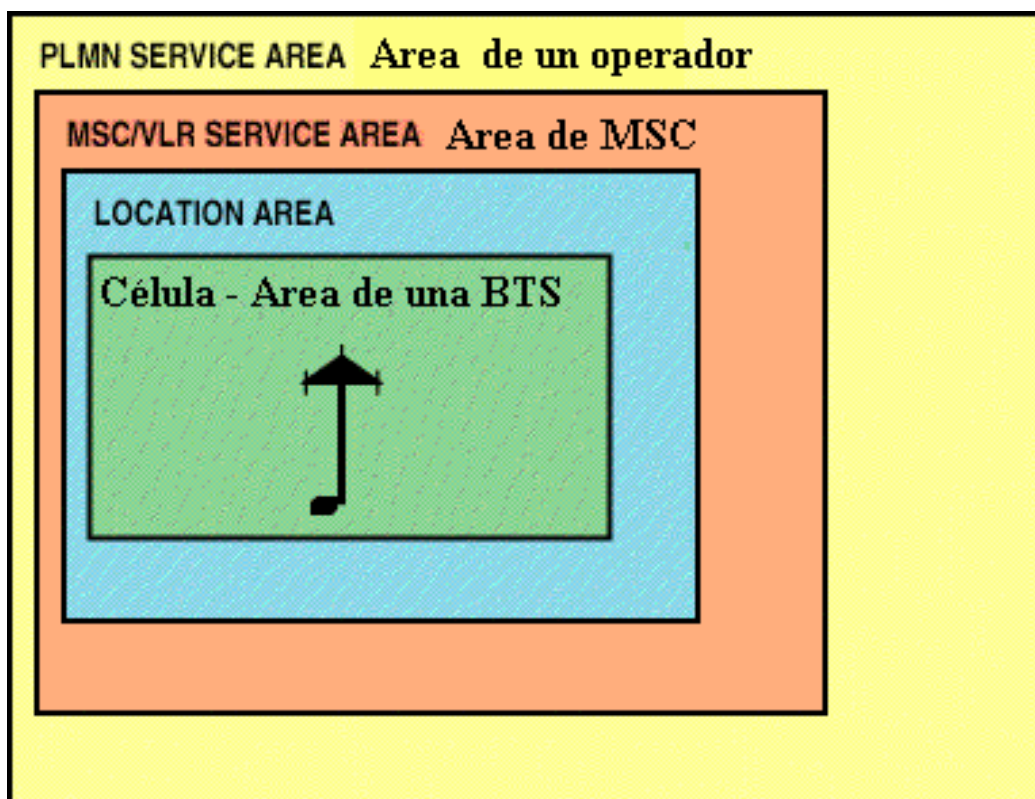 PLMN SERVICE AREA Area de un operador
MSC/VLR SERVICE AREA Area de MSC
LOCATION AREA
Célula - Area de una BTS